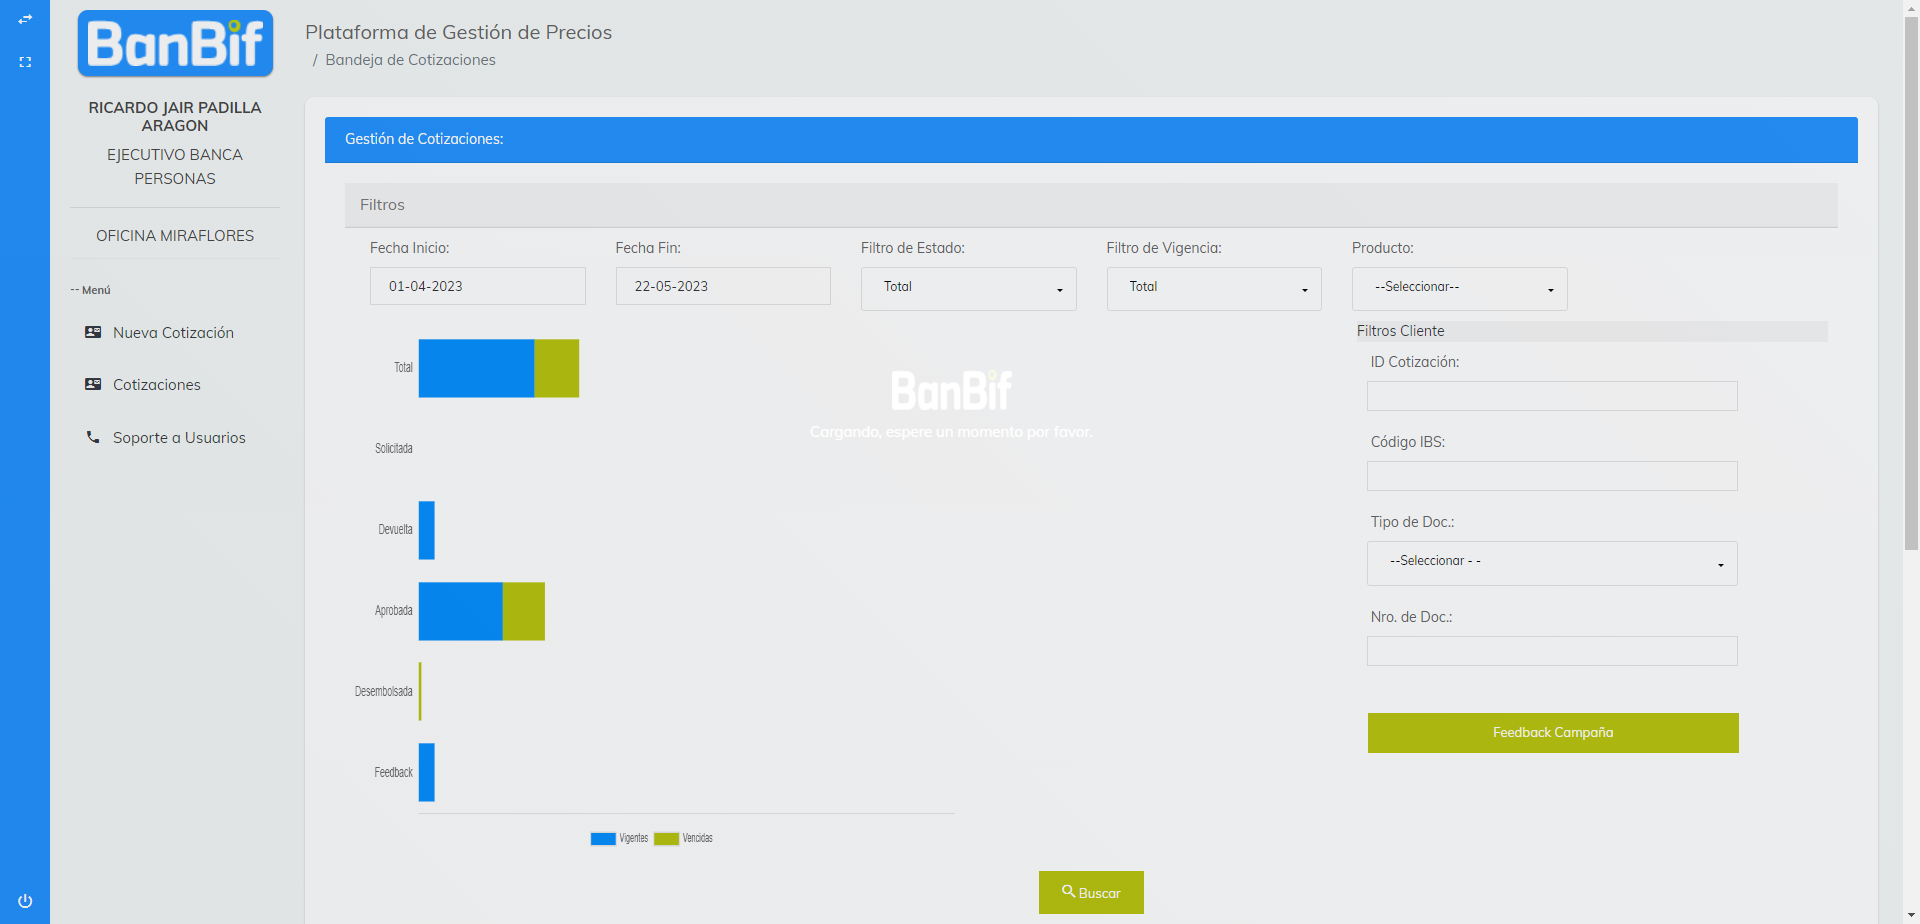 BanBif
RICARDO JAIR PADILLA
ARAGON
EJECUTIVO BANCA
PERSONAS
OFICINA MIRAFLORES
-- Menú
Nueva Cotización
Cotizaciones
Soporte a Usuarios
Plataforma de Gestión de Precios
/ Bandeja de Cotizaciones
Gestión de Cotizaciones:
Filtros
Fecha Inicio: Fecha Fin: Filtro de Estado: Filtro de Vigencia: Producto:
01-04-2023 22-05-2023 Total Total --Seleccionar--
Total
Solicitada
Devuelta
Aprobada
Desembolsada
Feedback
Vigentes Vencidas
BanBif
Cargando, espere un momento por favor.
Filtros Cliente
ID Cotización:
Código IBS:
Tipo de Doc.:
--Seleccionar - -
Nro. de Doc.:
Feedback Campaña
Buscar